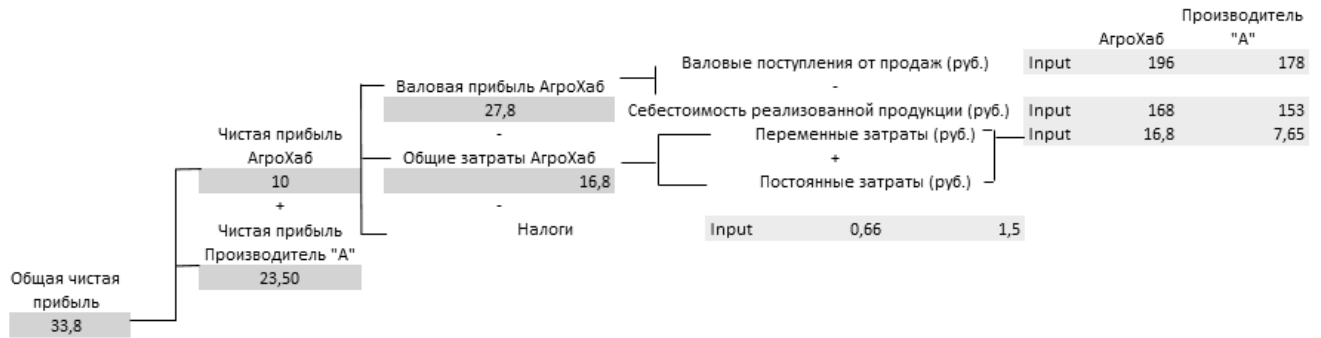 Производитель
АгроХаб "А"
Валовые поступления от продаж (руб.) Input 196 178
Валовая прибыль АгроХаб -
27,8 Себестоимость реализованной продукции (руб.) Input 168 153
Чистая прибыль - Переменные затраты (руб.) Input 16,8 7,65
АгроХаб Общие затраты АгроХаб +
10 16,8 Постоянные затраты (руб.)
+ -
Чистая прибыль Налоги Input 0,66 1,5
Производитель "А"
Общая чистая 23,50
прибыль
33,8